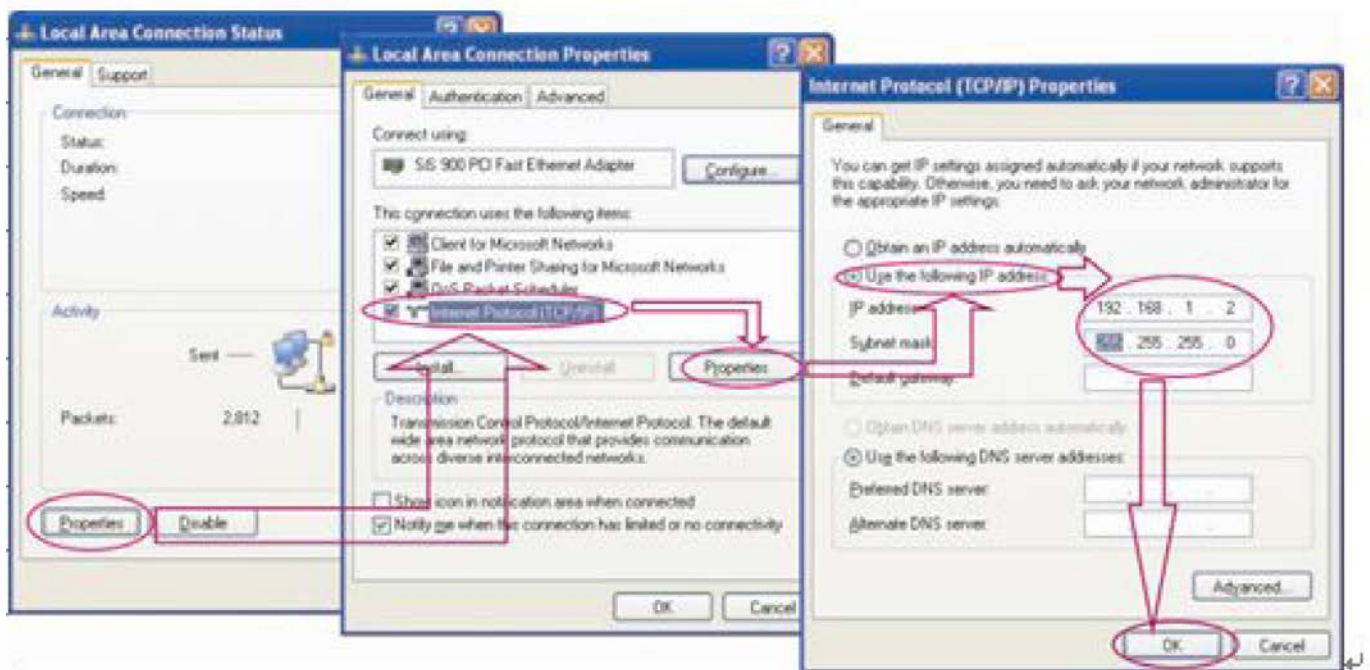 Local Area Connection Status
General Support
Connection
Status:
Duration:
Speed:
Activity
Sent
Packets: 2,812
Properties Disable
Local Area Connection Properties
General Authentication Advanced
Connect using:
SiS 900 PCI Fast Ethernet Adapter
Configure...
This connection uses the following items:
Client for Microsoft Networks
File and Printer Sharing for Microsoft Networks
QoS Packet Scheduler
Internet Protocol (TCP/IP)
Install... Uninstall Properties
Description
Transmission Control Protocol/Internet Protocol. The default
wide area network protocol that provides communication
across diverse interconnected networks.
Show icon in notification area when connected
Notify me when this connection has limited or no connectivity
OK Cancel
Internet Protocol (TCP/IP) Properties
General
You can get IP settings assigned automatically if your network supports
this capability. Otherwise, you need to ask your network administrator for
the appropriate IP settings.
Obtain an IP address automatically
Use the following IP address:
IP address: 192 . 168 . 1 . 2
Subnet mask: 255 . 255 . 255 . 0
Default gateway:
Obtain DNS server address automatically
Use the following DNS server addresses:
Preferred DNS server:
Alternate DNS server:
Advanced...
OK Cancel